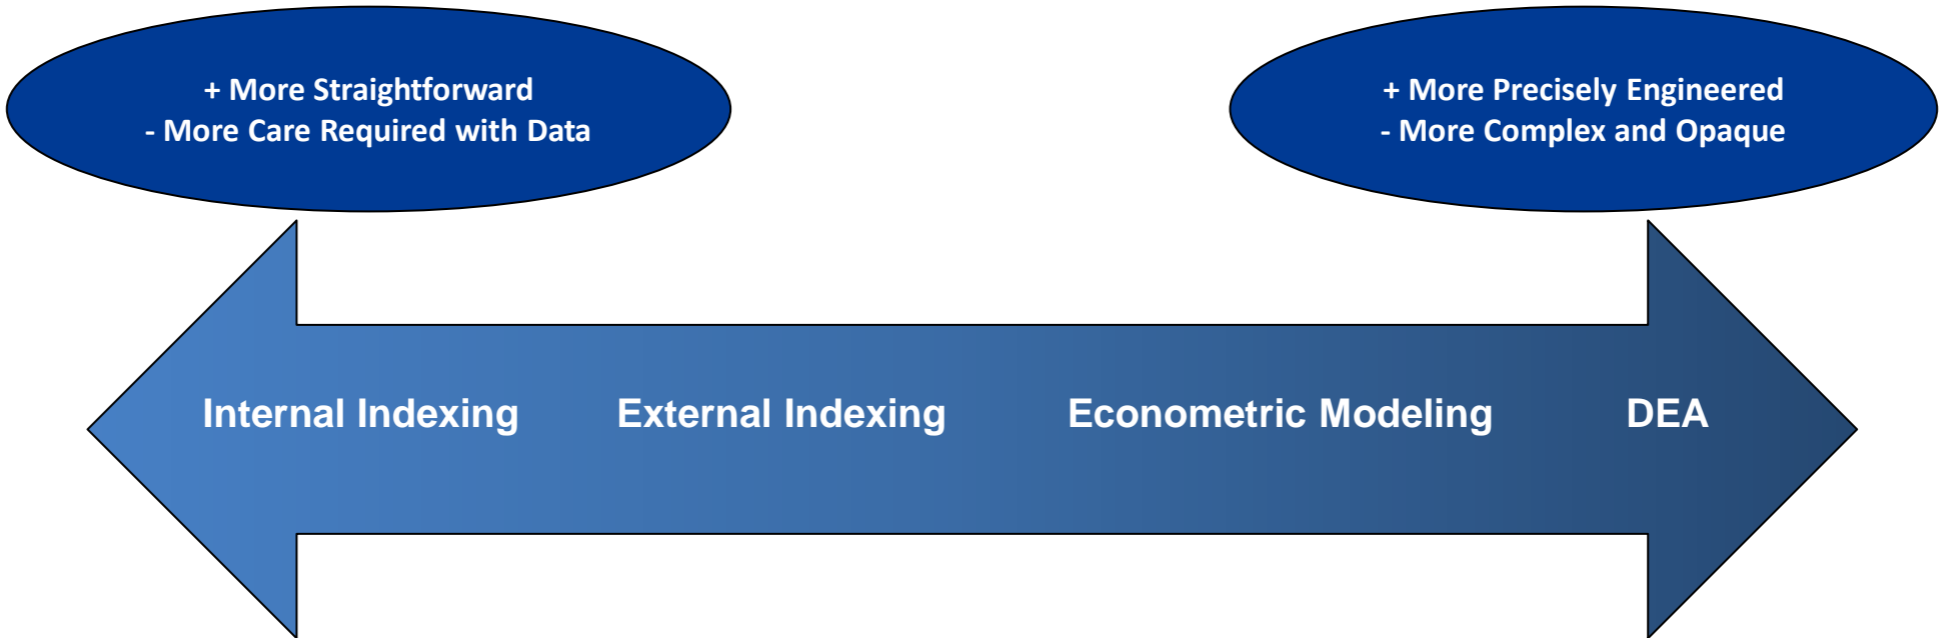 + More Straightforward
- More Care Required with Data
+ More Precisely Engineered
- More Complex and Opaque
Internal Indexing
External Indexing
Econometric Modeling
DEA